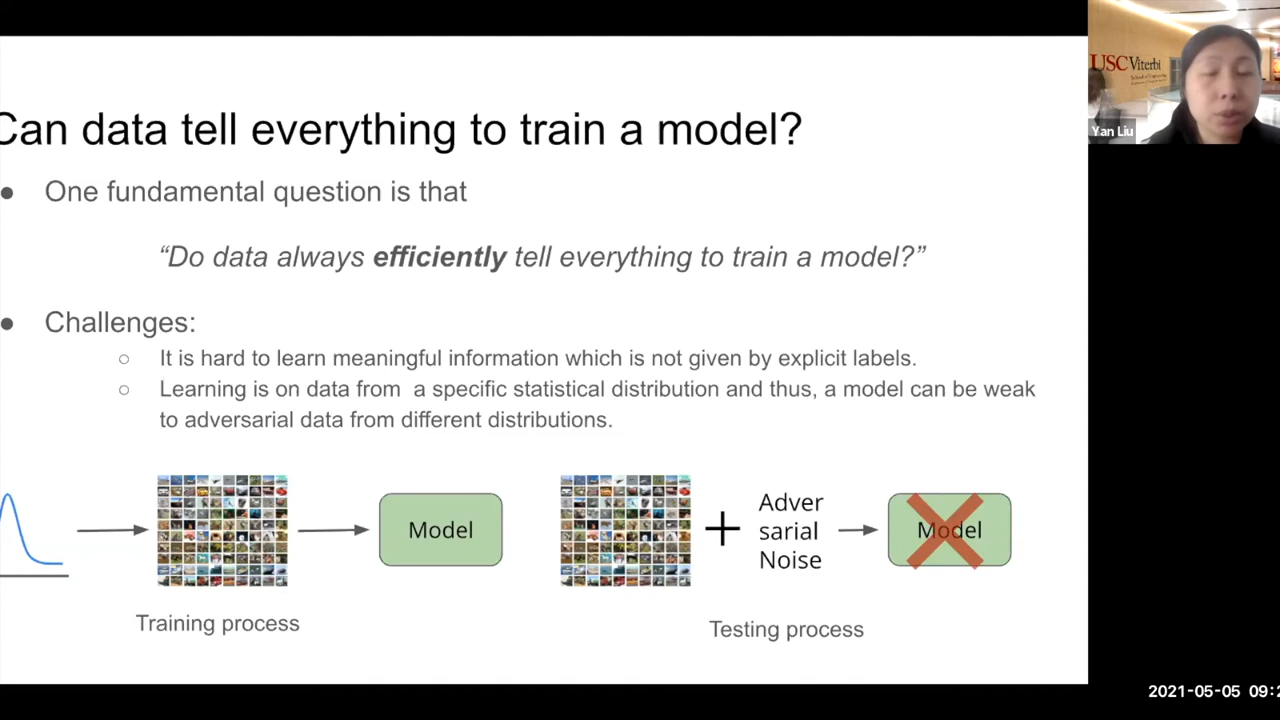 Can data tell everything to train a model?
● One fundamental question is that
“Do data always efficiently tell everything to train a model?”
● Challenges:
○ It is hard to learn meaningful information which is not given by explicit labels.
○ Learning is on data from a specific statistical distribution and thus, a model can be weak
to adversarial data from different distributions.
Model
+
Adver
sarial
Noise
Model
Training process
Testing process
USC Viterbi
Yan Liu
2021-05-05 09:2